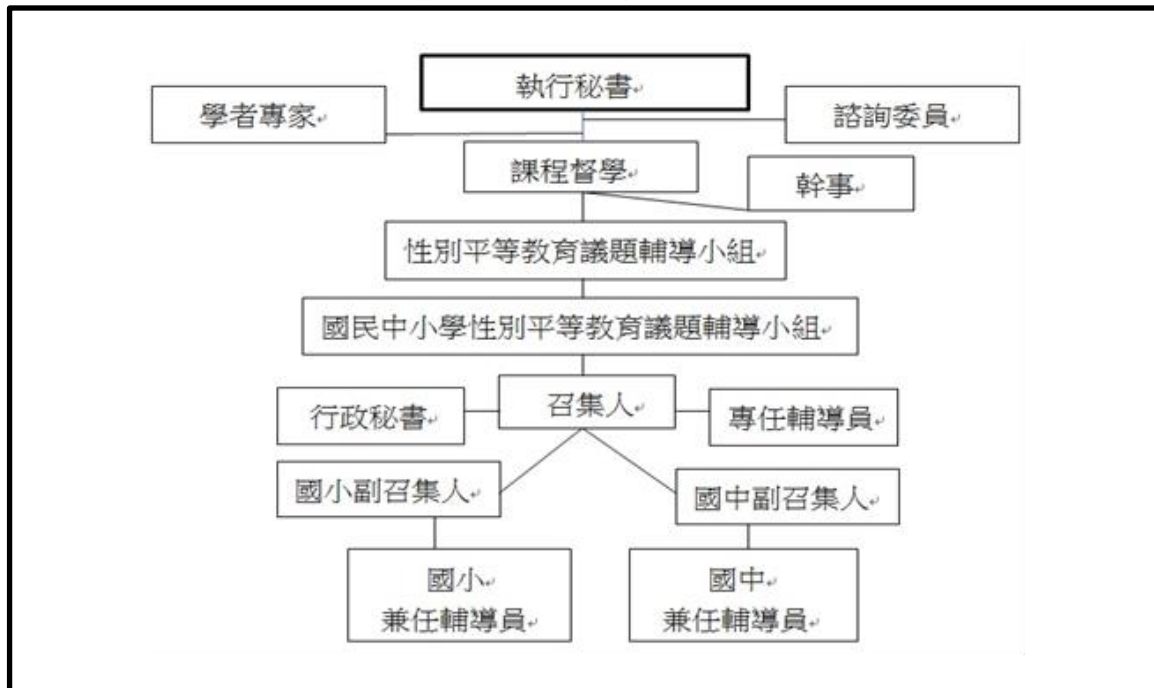 執行秘書
學者專家
諮詢委員
課程督學
幹事
性別平等教育議題輔導小組
國民中小學性別平等教育議題輔導小組
召集人
行政秘書
專任輔導員
國小副召集人
國中副召集人
國小
兼任輔導員
國中
兼任輔導員